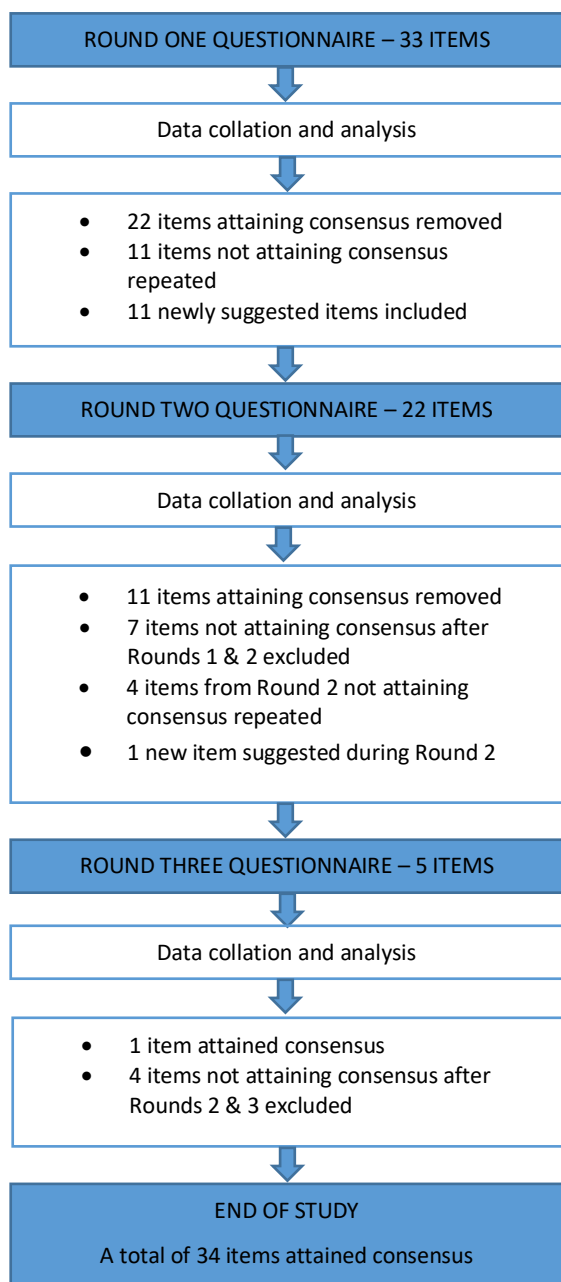 ROUND ONE QUESTIONNAIRE – 33 ITEMS
Data collation and analysis
• 22 items attaining consensus removed
• 11 items not attaining consensus
repeated
• 11 newly suggested items included
ROUND TWO QUESTIONNAIRE – 22 ITEMS
Data collation and analysis
• 11 items attaining consensus removed
• 7 items not attaining consensus after
Rounds 1 & 2 excluded
• 4 items from Round 2 not attaining
consensus repeated
• 1 new item suggested during Round 2
ROUND THREE QUESTIONNAIRE – 5 ITEMS
Data collation and analysis
• 1 item attained consensus
• 4 items not attaining consensus after
Rounds 2 & 3 excluded
END OF STUDY
A total of 34 items attained consensus